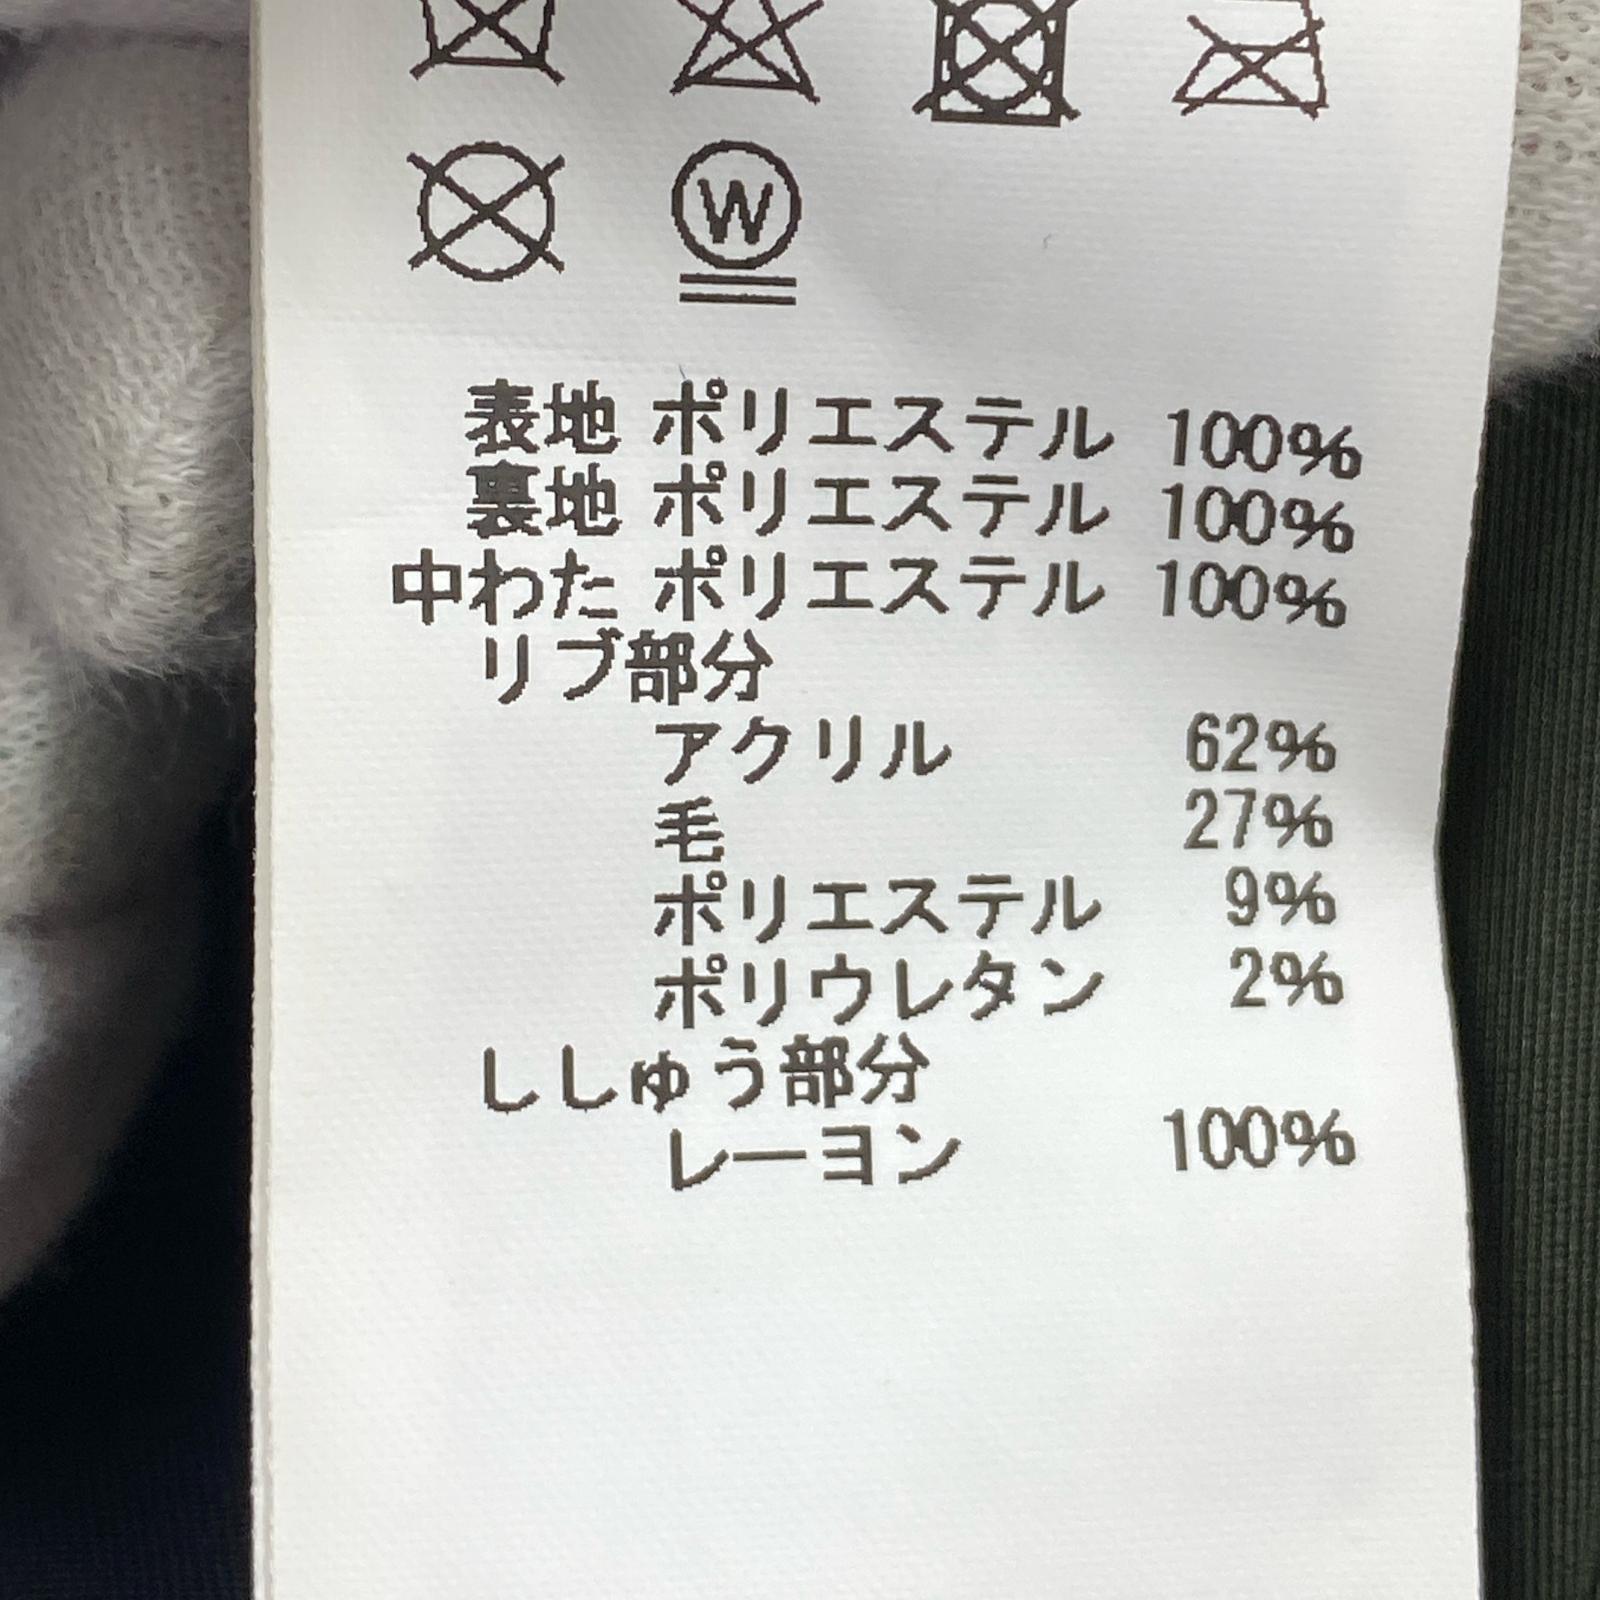 W
表地 ポリエステル 100%
裏地 ポリエステル 100%
中わた ポリエステル 100%
リブ部分
アクリル 62%
毛 27%
ポリエステル 9%
ポリウレタン 2%
ししゅう部分
レーヨン 100%